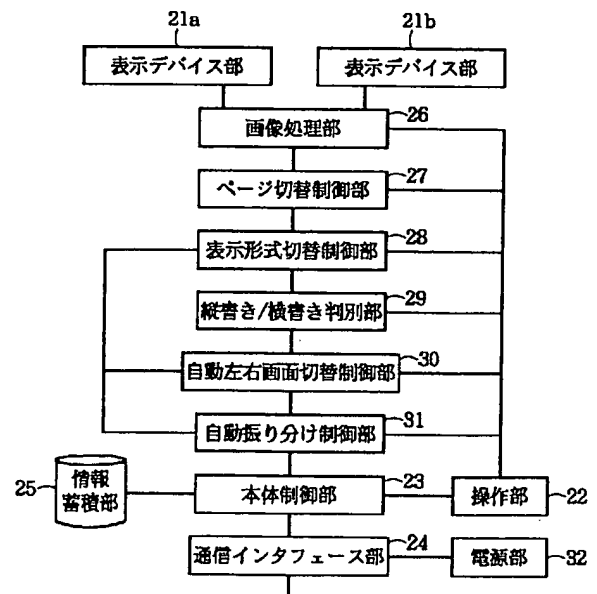 21a
21b
表示デバイス部
表示デバイス部
画像処理部
26
ページ切替制御部
27
表示形式切替制御部
28
縦書き/横書き判別部
29
自動左右画面切替制御部
30
自動振り分け制御部
31
25
情報
蓄積部
本体制御部
23
操作部
22
通信インタフェース部
24
電源部
32